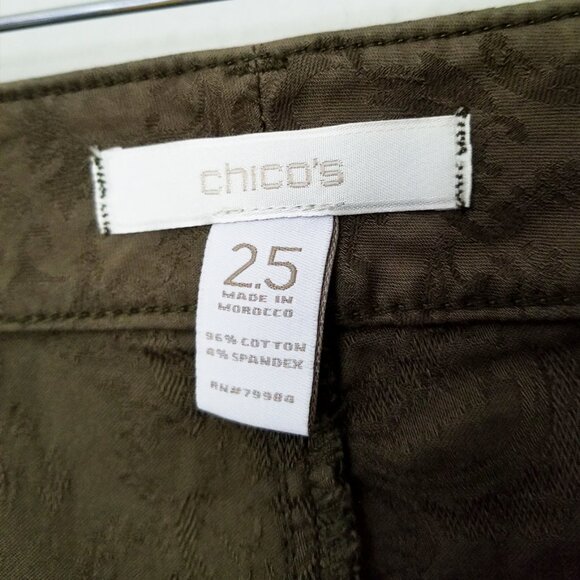 chico's
2.5
MADE IN
MOROCCO
96% COTTON
4% SPANDEX
RN#79984